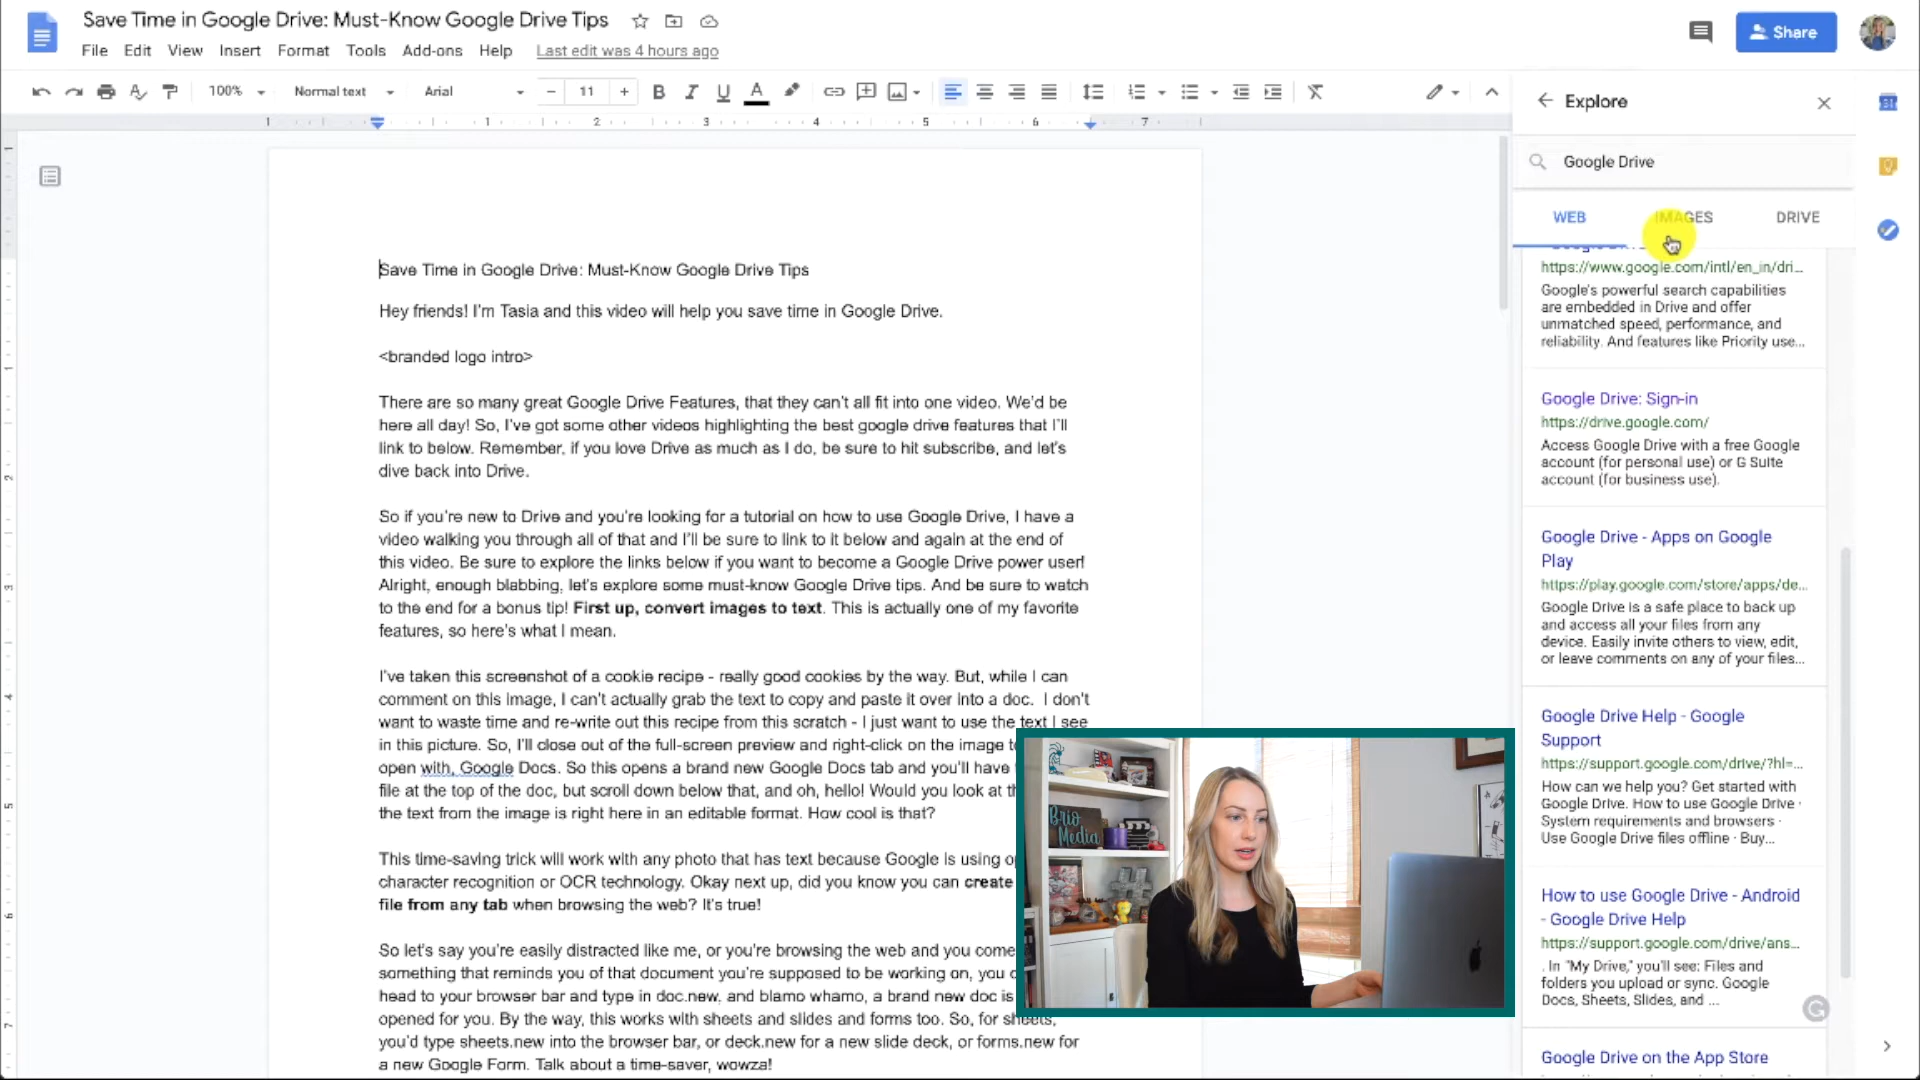 Save Time in Google Drive: Must-Know Google Drive Tips
File Edit View Insert Format Tools Add-ons Help Last edit was 4 hours ago
Share
100% Normal text Arial 11
1 1 2 3 4 5 6 7
Save Time in Google Drive: Must-Know Google Drive Tips
Hey friends! I'm Tasia and this video will help you save time in Google Drive.
<branded logo intro>
There are so many great Google Drive Features, that they can't all fit into one video. We'd be
here all day! So, I've got some other videos highlighting the best google drive features that I'll
link to below. Remember, if you love Drive as much as I do, be sure to hit subscribe, and let's
dive back into Drive.
So if you're new to Drive and you're looking for a tutorial on how to use Google Drive, I have a
video walking you through all of that and I'll be sure to link to it below and again at the end of
this video. Be sure to explore the links below if you want to become a Google Drive power user!
Alright, enough blabbing, let's explore some must-know Google Drive tips. And be sure to watch
to the end for a bonus tip! First up, convert images to text. This is actually one of my favorite
features, so here's what I mean.
I've taken this screenshot of a cookie recipe - really good cookies by the way. But, while I can
comment on this image, I can't actually grab the text to copy and paste it over into a doc. I don't
want to waste time and re-write out this recipe from this scratch - I just want to use the text I see
in this picture. So, I'll close out of the full-screen preview and right-click on the image
open with, Google Docs. So this opens a brand new Google Docs tab and you'll have
file at the top of the doc, but scroll down below that, and oh, hello! Would you look at
the text from the image is right here in an editable format. How cool is that?
This time-saving trick will work with any photo that has text because Google is using
character recognition or OCR technology. Okay next up, did you know you can create
file from any tab when browsing the web? It's true!
So let's say you're easily distracted like me, or you're browsing the web and you come
something that reminds you of that document you're supposed to be working on, you
head to your browser bar and type in doc.new, and blamo whamo, a brand new doc is
opened for you. By the way, this works with sheets and slides and forms too. So, for sheets,
you'd type sheets.new into the browser bar, or deck.new for a new slide deck, or forms.new for
a new Google Form. Talk about a time-saver, wowza!
Brio
Media
Explore
Google Drive
WEB IMAGES DRIVE
https://www.google.com/intl/en_in/dri...
Google's powerful search capabilities
are embedded in Drive and offer
unmatched speed, performance, and
reliability. And features like Priority use...
Google Drive: Sign-in
https://drive.google.com/
Access Google Drive with a free Google
account (for personal use) or G Suite
account (for business use).
Google Drive - Apps on Google
Play
https://play.google.com/store/apps/de...
Google Drive is a safe place to back up
and access all your files from any
device. Easily invite others to view, edit,
or leave comments on any of your files...
Google Drive Help - Google
Support
https://support.google.com/drive/?hl=...
How can we help you? Get started with
Google Drive. How to use Google Drive ·
System requirements and browsers ·
Use Google Drive files offline · Buy...
How to use Google Drive - Android
- Google Drive Help
https://support.google.com/drive/ans...
. In "My Drive," you'll see: Files and
folders you upload or sync. Google
Docs, Sheets, Slides, and ...
Google Drive on the App Store